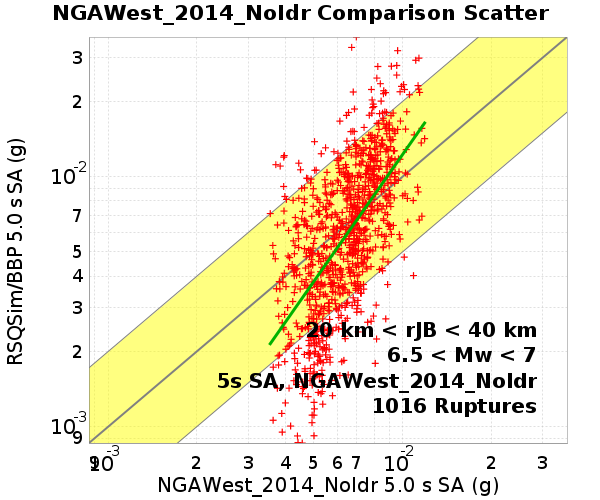 NGAWest_2014_NoIdr Comparison Scatter
3
2
10-2
7
5
4
3
2
10-3
9
RSQSim/BBP 5.0 s SA (g)
20 km < rJB < 40 km
6.5 < Mw < 7
5s SA, NGAWest_2014_NoIdr
1016 Ruptures
9 10-3 2 3 4 5 6 7 10-2 2 3
NGAWest_2014_NoIdr 5.0 s SA (g)